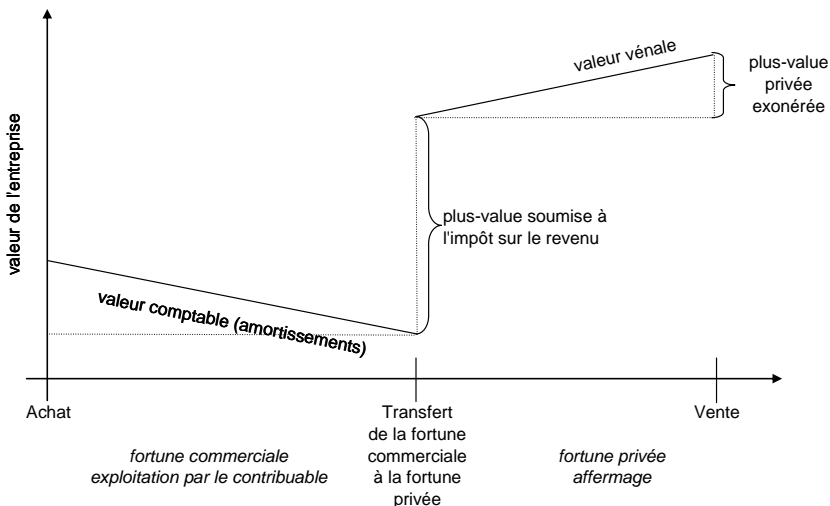 valeur de l'entreprise
valeur vénale
plus-value
privée
exonérée
plus-value soumise à
l'impôt sur le revenu
valeur comptable (amortissements)
Achat
Transfert
de la fortune
commerciale
à la fortune
privée
Vente
fortune commerciale
exploitation par le contribuable
fortune privée
affermage